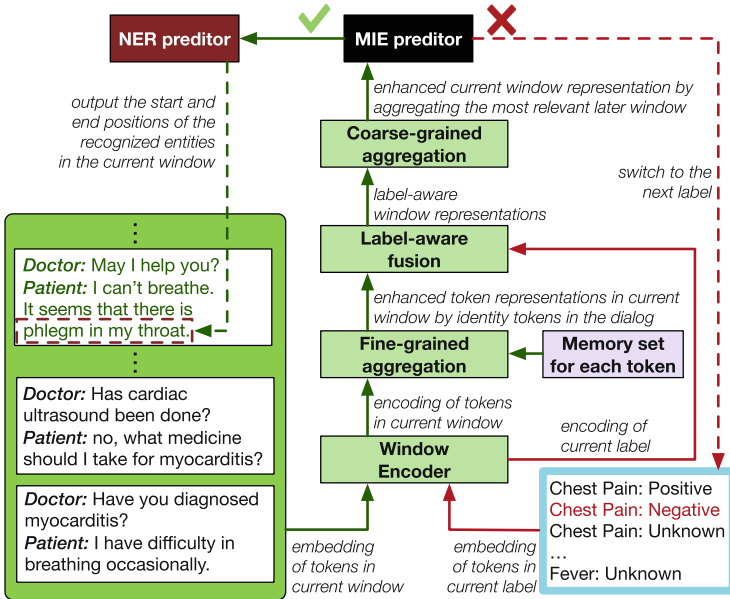 NER preditor
MIE preditor
output the start and
end positions of the
recognized entities
in the current window
enhanced current window representation by
aggregating the most relevant later window
Coarse-grained
aggregation
switch to the
next label
label-aware
window representations
Label-aware
fusion
enhanced token representations in current
window by identity tokens in the dialog
Fine-grained
aggregation
Memory set
for each token
encoding of tokens
in current window
encoding of
current label
Window
Encoder
⋮
Doctor: May I help you?
Patient: I can't breathe.
It seems that there is
phlegm in my throat.
⋮
Doctor: Has cardiac
ultrasound been done?
Patient: no, what medicine
should I take for myocarditis?
Doctor: Have you diagnosed
myocarditis?
Patient: I have difficulty in
breathing occasionally.
embedding
of tokens in
current window
embedding
of tokens in
current label
Chest Pain: Positive
Chest Pain: Negative
Chest Pain: Unknown
...
Fever: Unknown